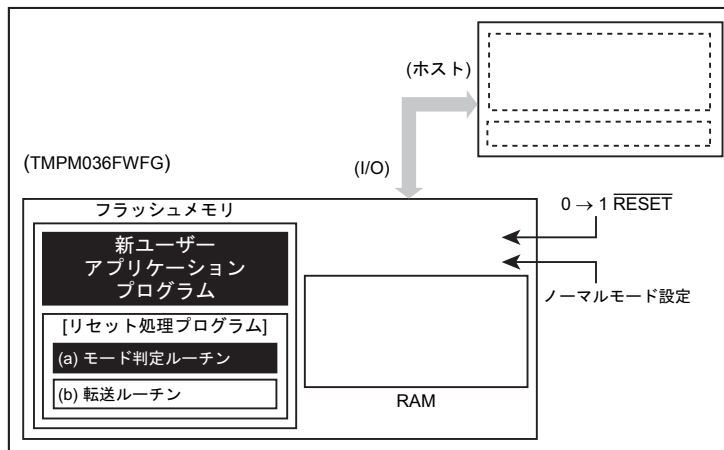 (ホスト)
(TMPM036FWFG)
(I/O)
0 → 1 RESET
フラッシュメモリ
新ユーザー
アプリケーション
プログラム
ノーマルモード設定
[リセット処理プログラム]
(a) モード判定ルーチン
(b) 転送ルーチン
RAM